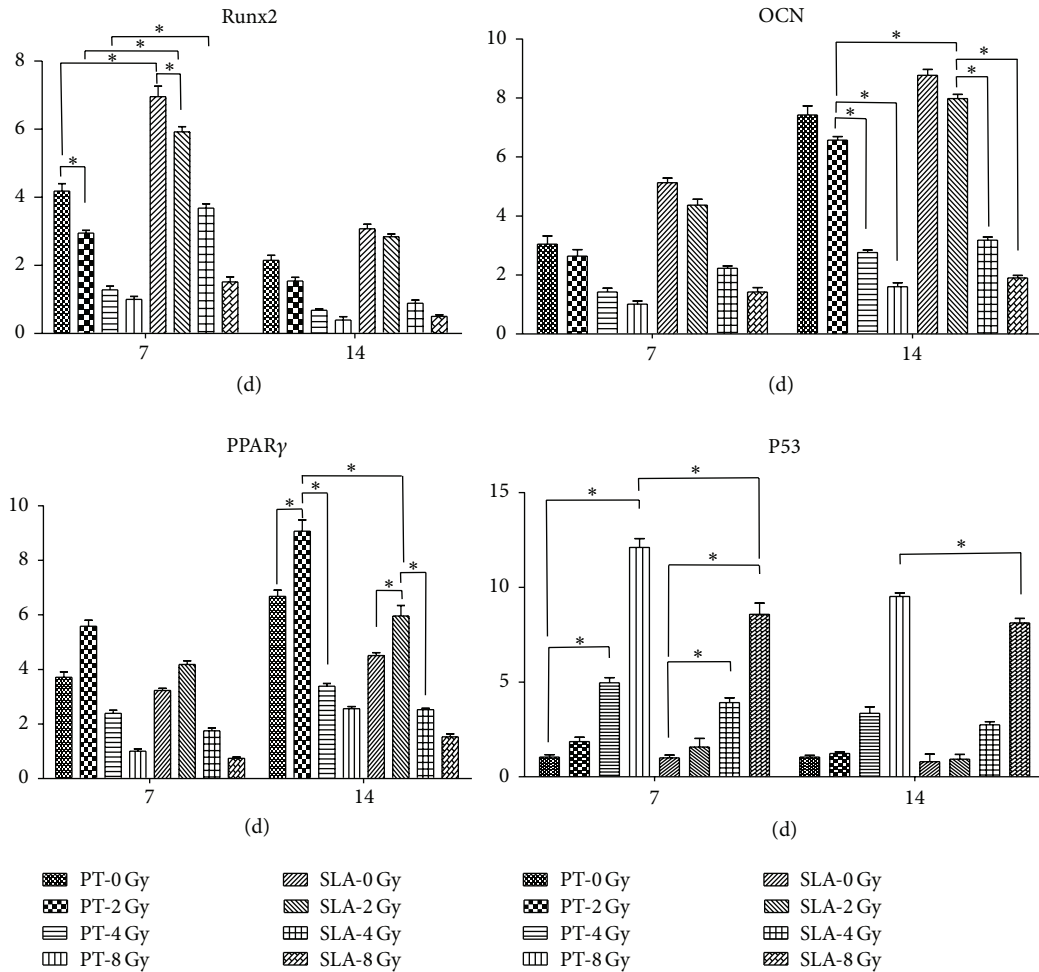 Runx2
*
*
*
*
*
8
6
4
2
0
7
14
(d)
OCN
*
*
*
*
*
10
8
6
4
2
0
7
14
(d)
PPARγ
*
*
*
*
*
10
8
6
4
2
0
7
14
(d)
P53
*
*
*
*
*
*
15
10
5
0
7
14
(d)
PT-0 Gy
PT-2 Gy
PT-4 Gy
PT-8 Gy
SLA-0 Gy
SLA-2 Gy
SLA-4 Gy
SLA-8 Gy
PT-0 Gy
PT-2 Gy
PT-4 Gy
PT-8 Gy
SLA-0 Gy
SLA-2 Gy
SLA-4 Gy
SLA-8 Gy